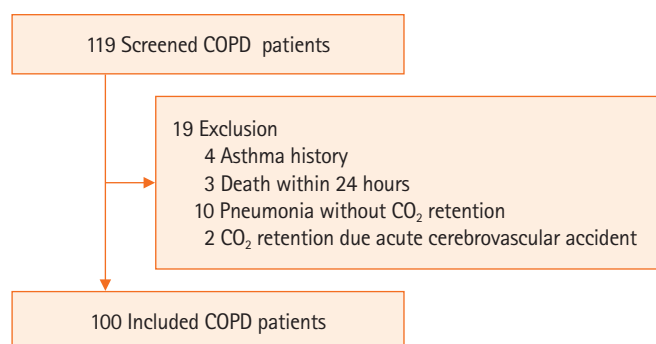 119 Screened COPD patients
19 Exclusion
4 Asthma history
3 Death within 24 hours
10 Pneumonia without CO₂ retention
2 CO₂ retention due acute cerebrovascular accident
100 Included COPD patients